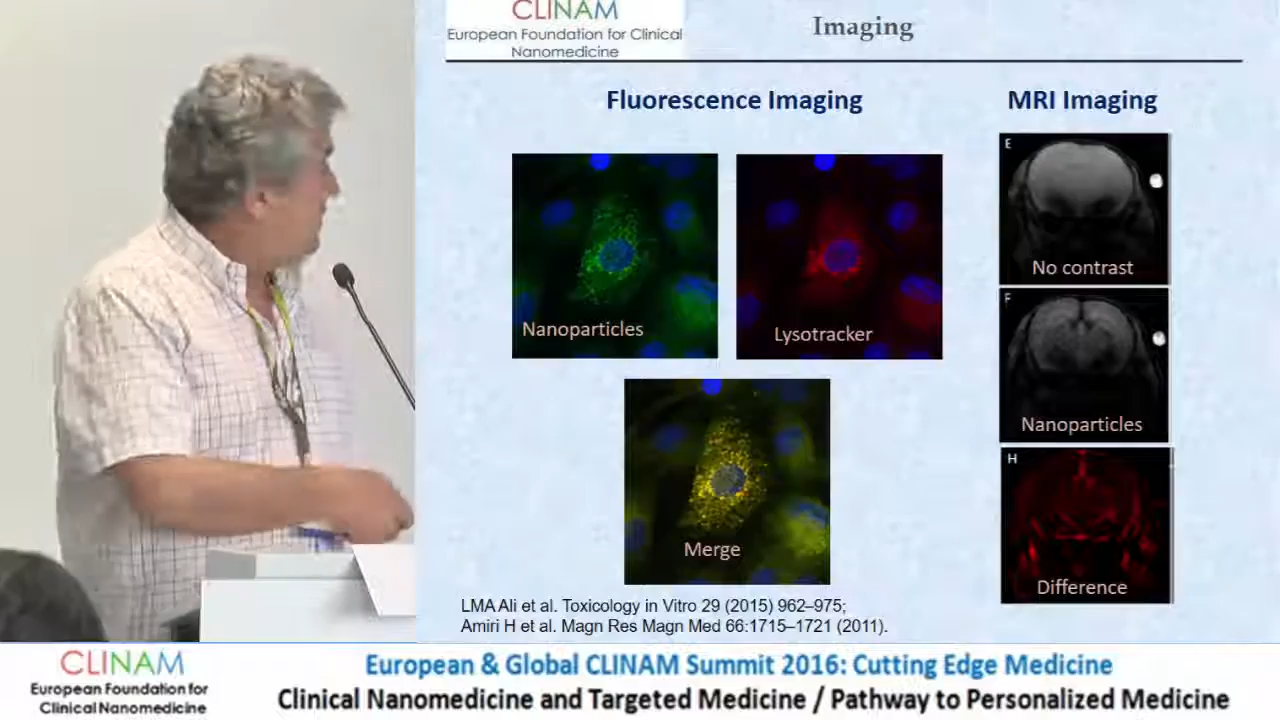 CLINAM
European Foundation for Clinical
Nanomedicine
Imaging
Fluorescence Imaging
MRI Imaging
Nanoparticles
Lysotracker
Merge
E
No contrast
F
Nanoparticles
H
Difference
LMA Ali et al. Toxicology in Vitro 29 (2015) 962–975;
Amiri H et al. Magn Res Magn Med 66:1715–1721 (2011).
CLINAM
European Foundation for
Clinical Nanomedicine
European & Global CLINAM Summit 2016: Cutting Edge Medicine
Clinical Nanomedicine and Targeted Medicine / Pathway to Personalized Medicine